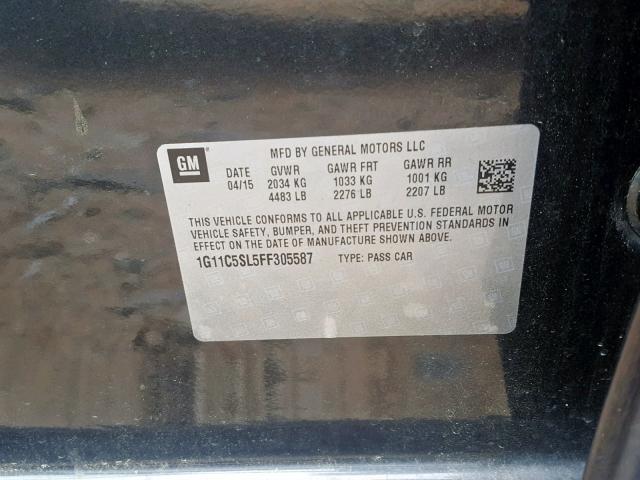 GM
MFD BY GENERAL MOTORS LLC
DATE GVWR GAWR FRT GAWR RR
04/15 2034 KG 1033 KG 1001 KG
4483 LB 2276 LB 2207 LB
THIS VEHICLE CONFORMS TO ALL APPLICABLE U.S. FEDERAL MOTOR
VEHICLE SAFETY, BUMPER, AND THEFT PREVENTION STANDARDS IN
EFFECT ON THE DATE OF MANUFACTURE SHOWN ABOVE.
1G11C5SL5FF305587 TYPE: PASS CAR